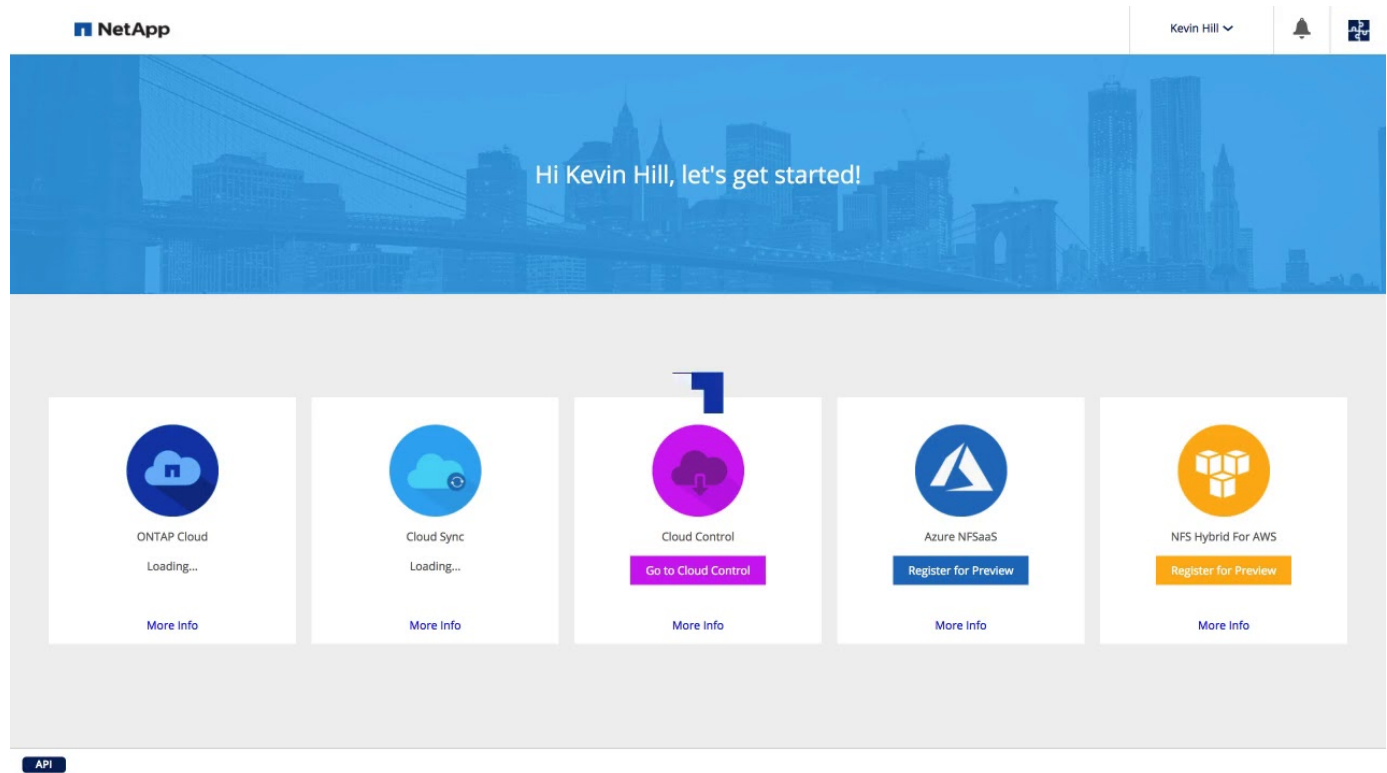 NetApp
Kevin Hill
Hi Kevin Hill, let's get started!
ONTAP Cloud
Loading...
More Info
Cloud Sync
Loading...
More Info
Cloud Control
Go to Cloud Control
More Info
Azure NFSaaS
Register for Preview
More Info
NFS Hybrid For AWS
Register for Preview
More Info
API